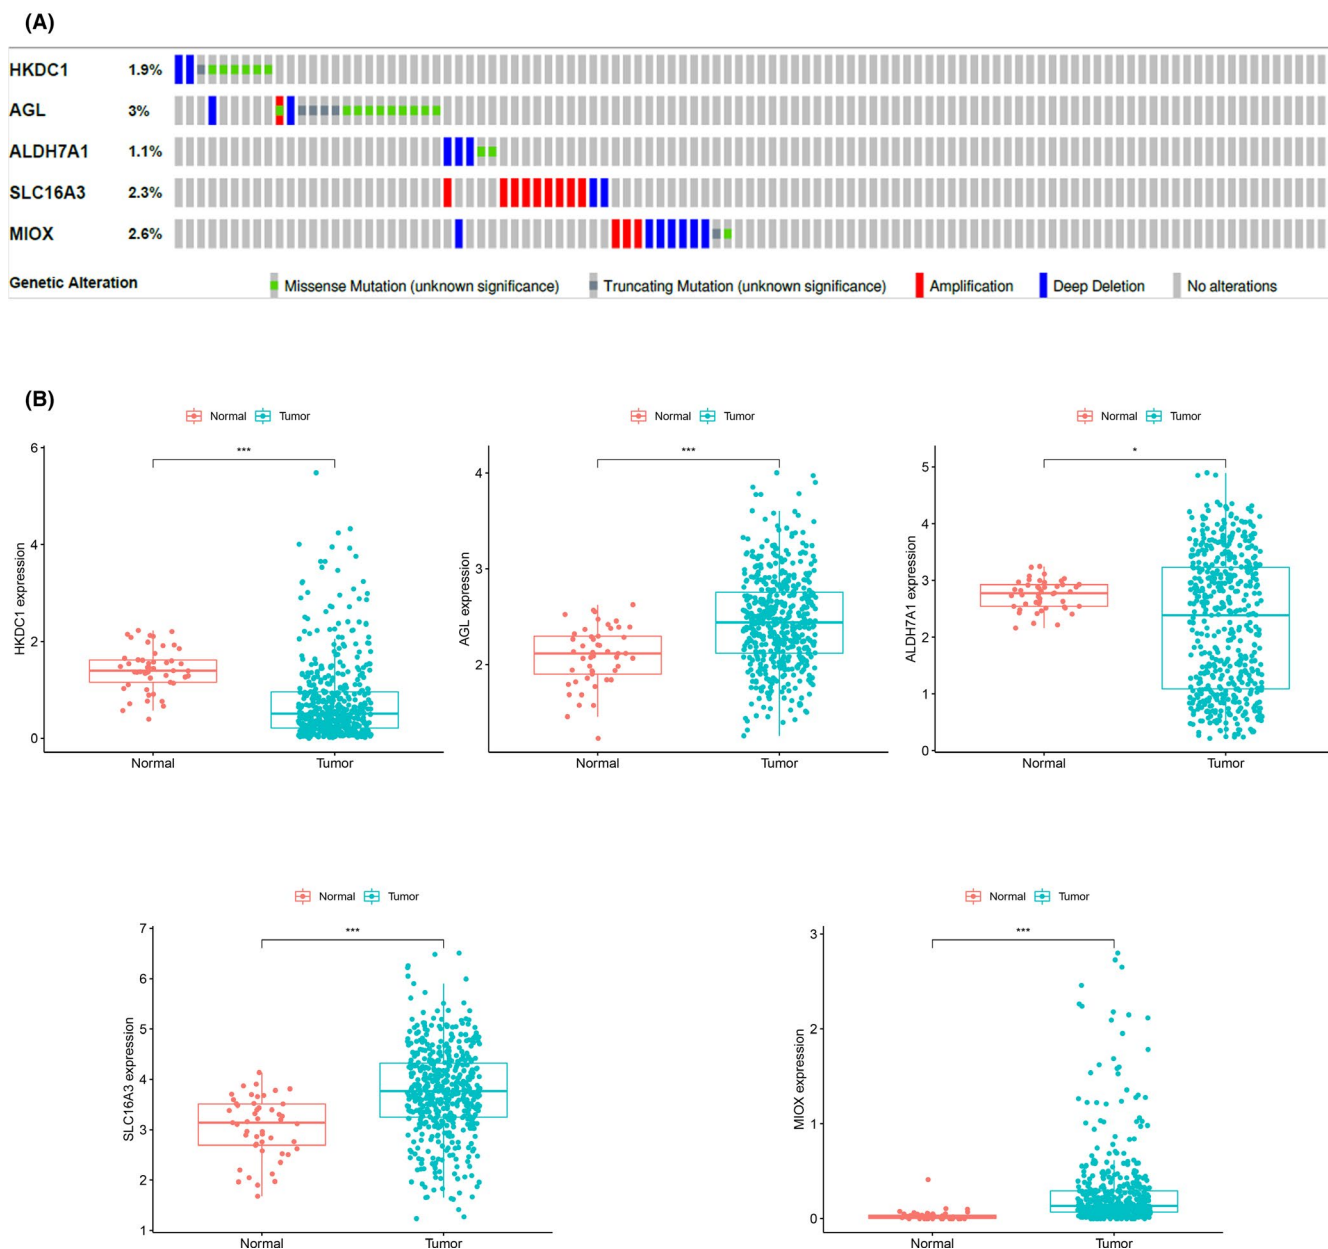 (A)
HKDC1 1.9%
AGL 3%
ALDH7A1 1.1%
SLC16A3 2.3%
MIOX 2.6%
Genetic Alteration Missense Mutation (unknown significance) Truncating Mutation (unknown significance) Amplification Deep Deletion No alterations
(B)
Normal Tumor
***
HKDC1 expression
6
4
2
0
Normal Tumor
Normal Tumor
***
AGL expression
4
3
2
Normal Tumor
Normal Tumor
*
ALDH7A1 expression
5
4
3
2
1
0
Normal Tumor
Normal Tumor
***
SLC16A3 expression
7
6
5
4
3
2
1
Normal Tumor
Normal Tumor
***
MIOX expression
3
2
1
0
Normal Tumor